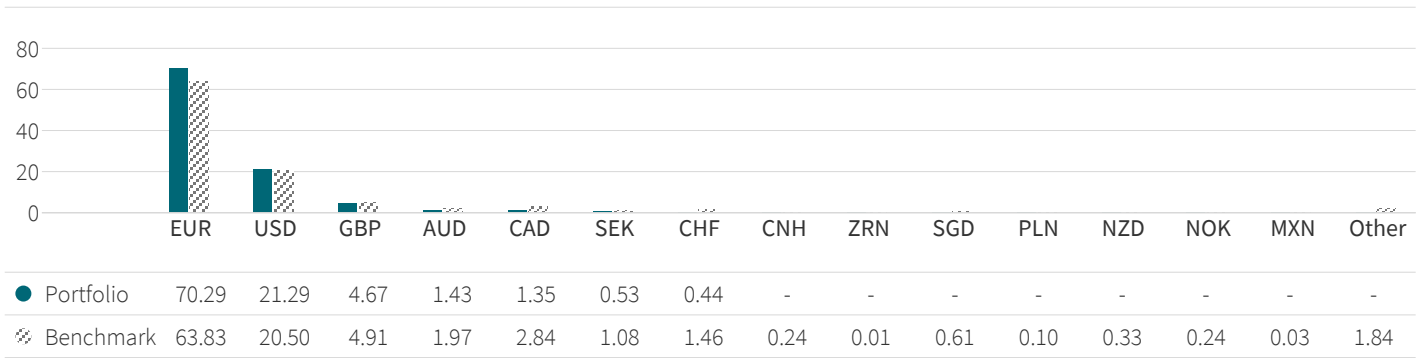 80
60
40
20
0
EUR USD GBP AUD CAD SEK CHF CNH ZRN SGD PLN NZD NOK MXN Other
Portfolio 70.29 21.29 4.67 1.43 1.35 0.53 0.44 - - - - - - - -
Benchmark 63.83 20.50 4.91 1.97 2.84 1.08 1.46 0.24 0.01 0.61 0.10 0.33 0.24 0.03 1.84